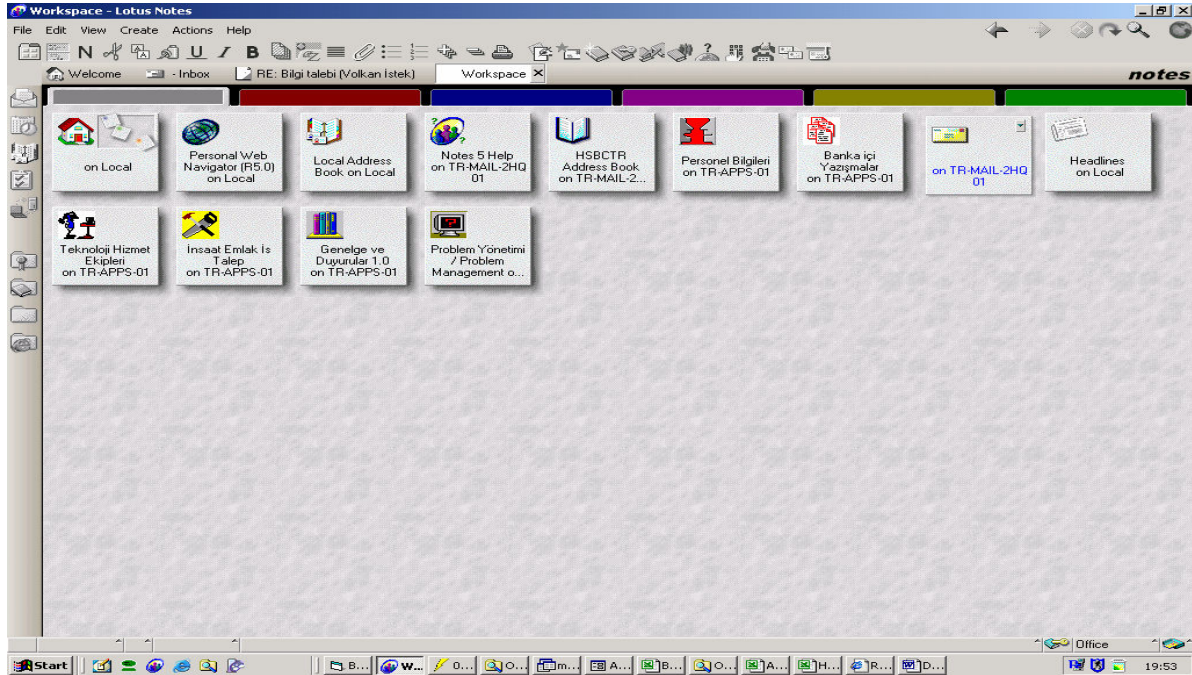 Workspace - Lotus Notes
File Edit View Create Actions Help
N U I B
Welcome - Inbox RE: Bilgi talebi (Volkan İstek) Workspace
notes
on Local
Personal Web
Navigator (R5.0)
on Local
Local Address
Book on Local
Notes 5 Help
on TR-MAIL-2HQ
01
HSBCTR
Address Book
on TR-MAIL-2...
Personel Bilgileri
on TR-APPS-01
Banka içi
Yazışmalar
on TR-APPS-01
on TR-MAIL-2HQ
01
Headlines
on Local
Teknoloji Hizmet
Ekipleri
on TR-APPS-01
İnsaat Emlak İs
Talep
on TR-APPS-01
Genelge ve
Duyurular 1.0
on TR-APPS-01
Problem Yönetimi
/ Problem
Management o...
Office
Start B... W... 0... O... m... A... B... O... A... H... R... D... 19:53